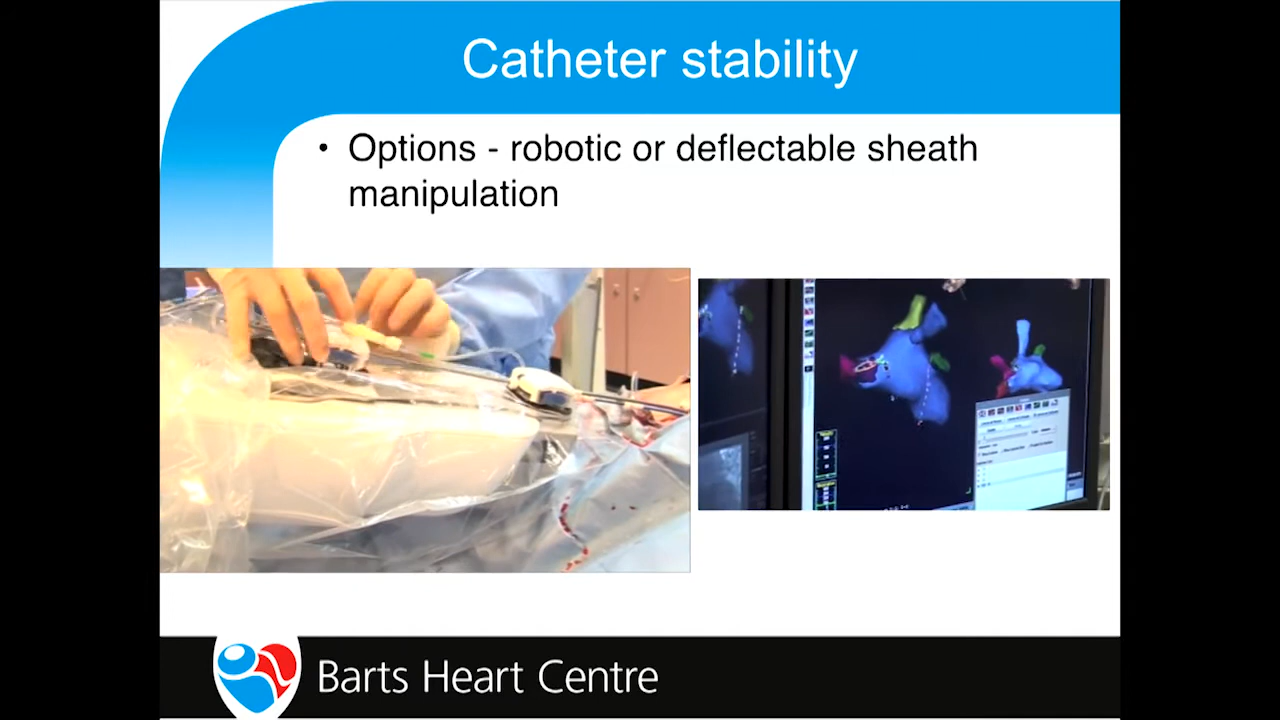 Catheter stability
• Options - robotic or deflectable sheath
manipulation
Barts Heart Centre